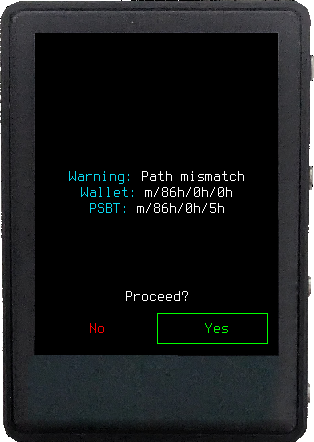 Warning: Path mismatch
Wallet: m/86h/0h/0h
PSBT: m/86h/0h/5h
Proceed?
No
Yes